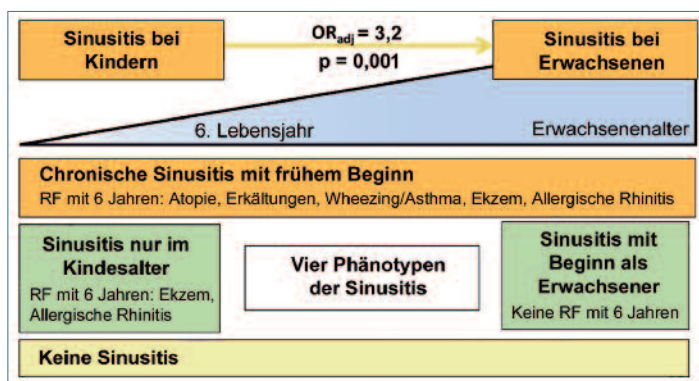 Sinusitis bei
Kindern
ORadj = 3,2
p = 0,001
Sinusitis bei
Erwachsenen
6. Lebensjahr
Erwachsenenalter
Chronische Sinusitis mit frühem Beginn
RF mit 6 Jahren: Atopie, Erkältungen, Wheezing/Asthma, Ekzem, Allergische Rhinitis
Sinusitis nur im
Kindesalter
RF mit 6 Jahren: Ekzem,
Allergische Rhinitis
Vier Phänotypen
der Sinusitis
Sinusitis mit
Beginn als
Erwachsener
Keine RF mit 6 Jahren
Keine Sinusitis